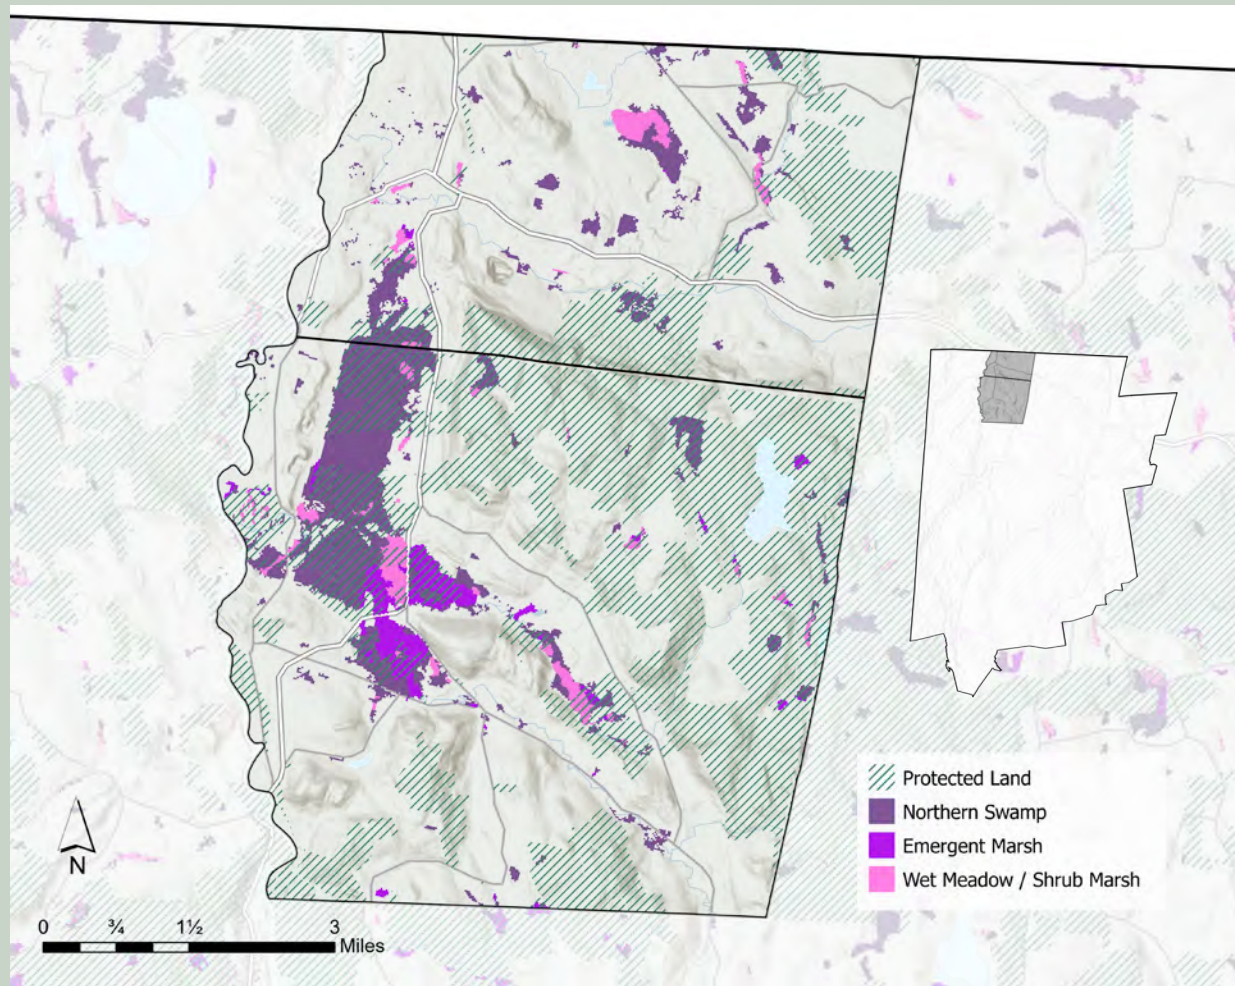 Protected Land
Northern Swamp
Emergent Marsh
Wet Meadow / Shrub Marsh
N
0 ¾ 1½ 3
Miles